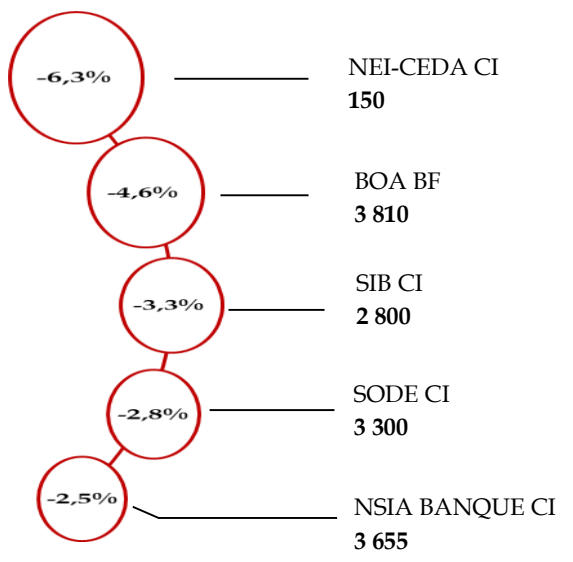 -6,3%
NEI-CEDA CI
150
-4,6%
BOA BF
3 810
-3,3%
SIB CI
2 800
-2,8%
SODE CI
3 300
-2,5%
NSIA BANQUE CI
3 655